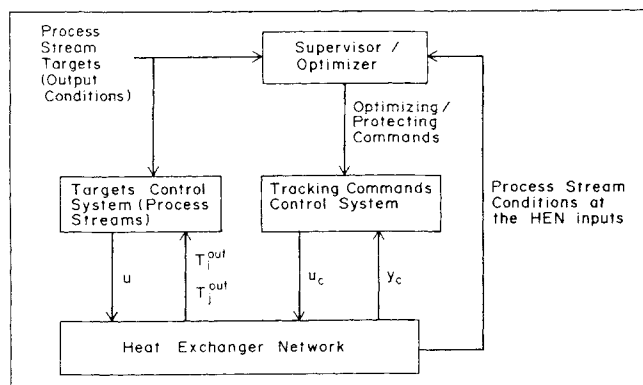 Process
Stream
Targets
(Output
Conditions)
Supervisor /
Optimizer
Optimizing/
Protecting
Commands
Targets Control
System (Process
Streams)
Tracking Commands
Control System
Process Stream
Conditions at
the HEN inputs
u
T_i^out
T_j^out
u_c
y_c
Heat Exchanger Network